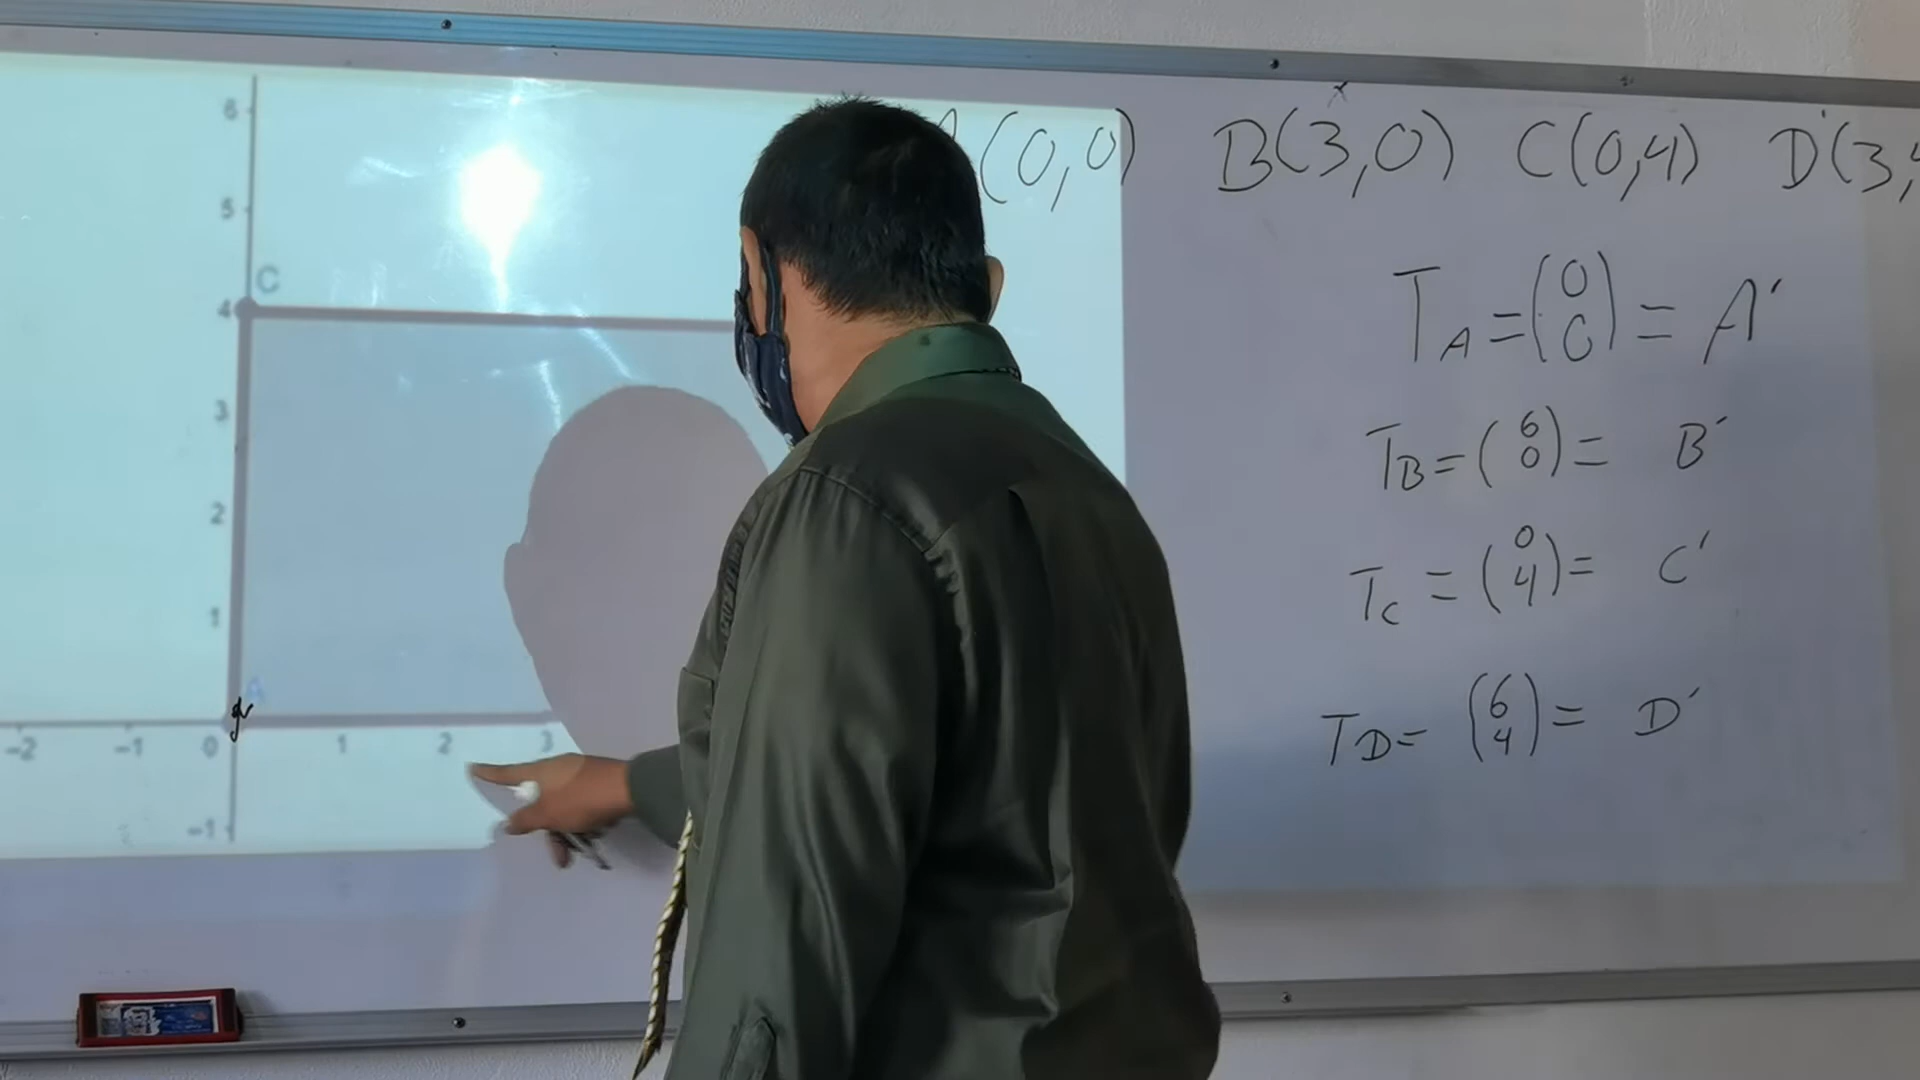 (0,0) B(3,0) C(0,4) D(3,
T_A = (0 0) = A'
T_B = (6 0) = B'
T_C = (0 4) = C'
T_D = (6 4) = D'
6
5
C
4
3
2
1
A
-2 -1 0 1 2 3
-1